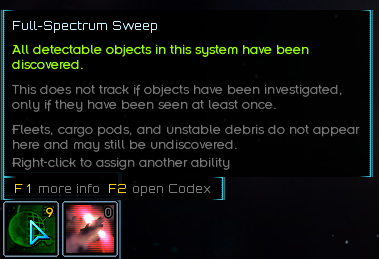 Full-Spectrum Sweep
All detectable objects in this system have been
discovered.
This does not track if objects have been investigated,
only if they have been seen at least once.
Fleets, cargo pods, and unstable debris do not appear
here and may still be undiscovered.
Right-click to assign another ability
F1 more info F2 open Codex
9 0